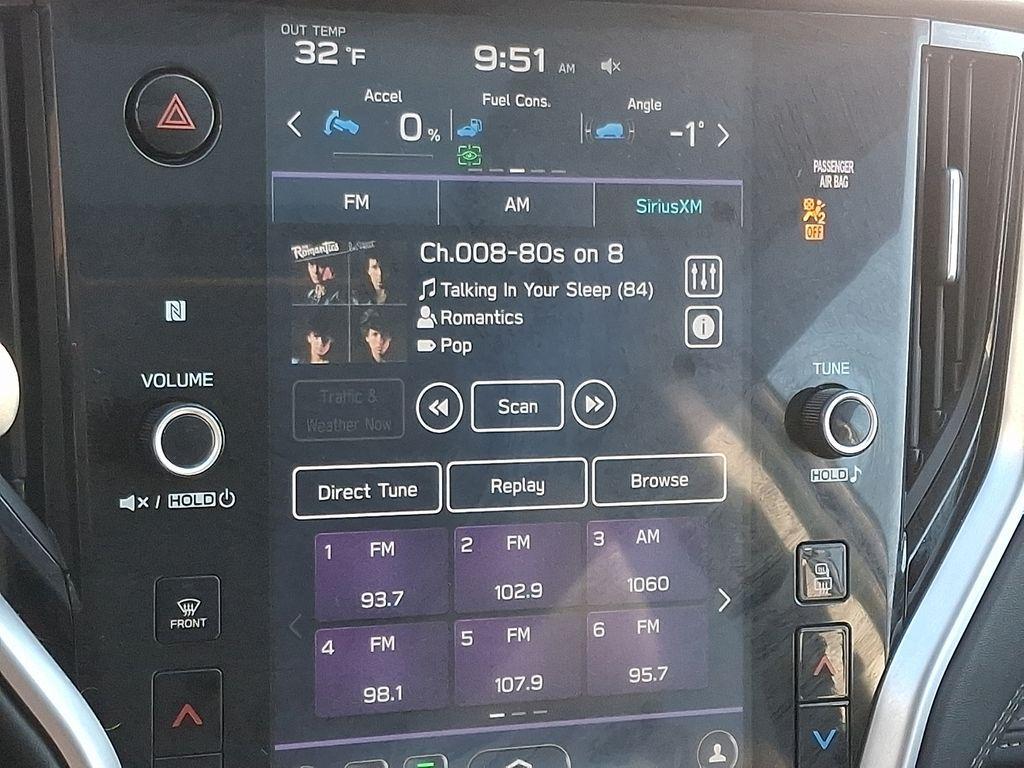 OUT TEMP
32 °F
9:51 AM
Accel
Fuel Cons.
Angle
0 %
-1°
PASSENGER
AIR BAG
OFF
FM
AM
SiriusXM
The Romantics
Ch.008-80s on 8
Talking In Your Sleep (84)
Romantics
Pop
VOLUME
TUNE
Traffic &
Weather Now
Scan
HOLD
/ HOLD
Direct Tune
Replay
Browse
1 FM
93.7
2 FM
102.9
3 AM
1060
FRONT
4 FM
98.1
5 FM
107.9
6 FM
95.7